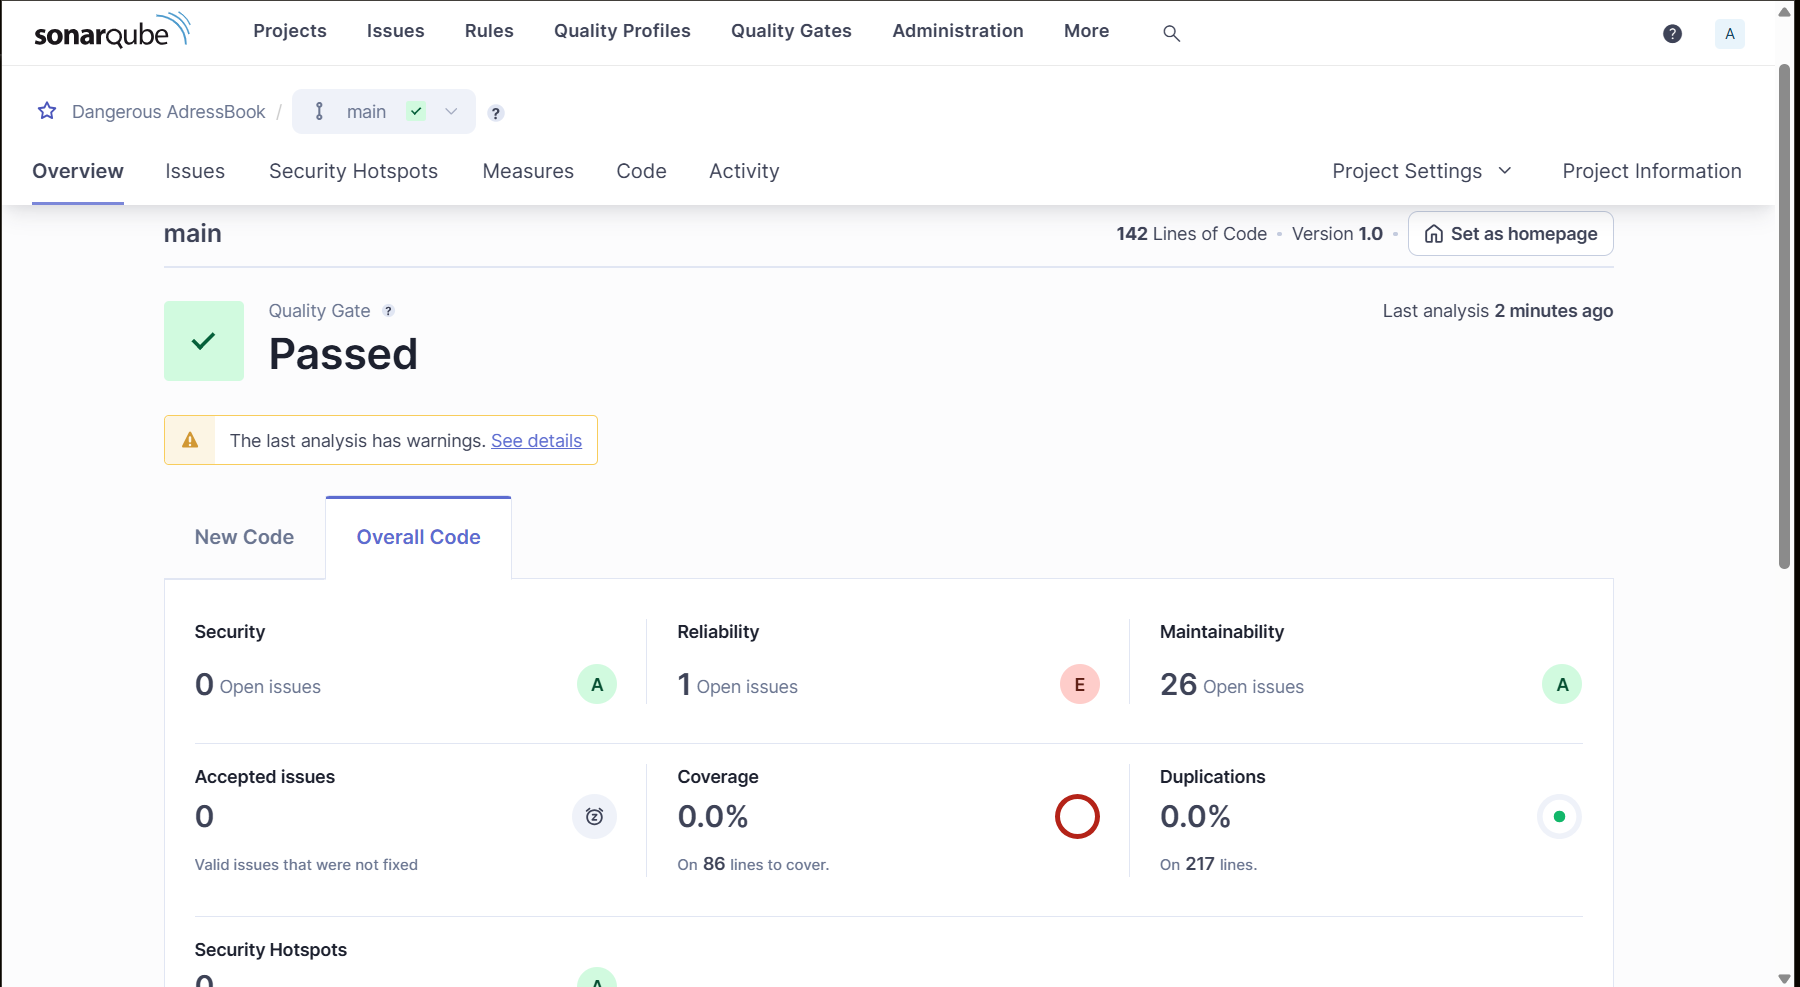 sonarqube Projects Issues Rules Quality Profiles Quality Gates Administration More ? A
Dangerous AdressBook / main ?
Overview Issues Security Hotspots Measures Code Activity Project Settings Project Information
main 142 Lines of Code • Version 1.0 • Set as homepage
Quality Gate ? Last analysis 2 minutes ago
Passed
The last analysis has warnings. See details
New Code Overall Code
Security Reliability Maintainability
0 Open issues A 1 Open issues E 26 Open issues A
Accepted issues Coverage Duplications
0 z 0.0% 0.0%
Valid issues that were not fixed On 86 lines to cover. On 217 lines.
Security Hotspots
0 A